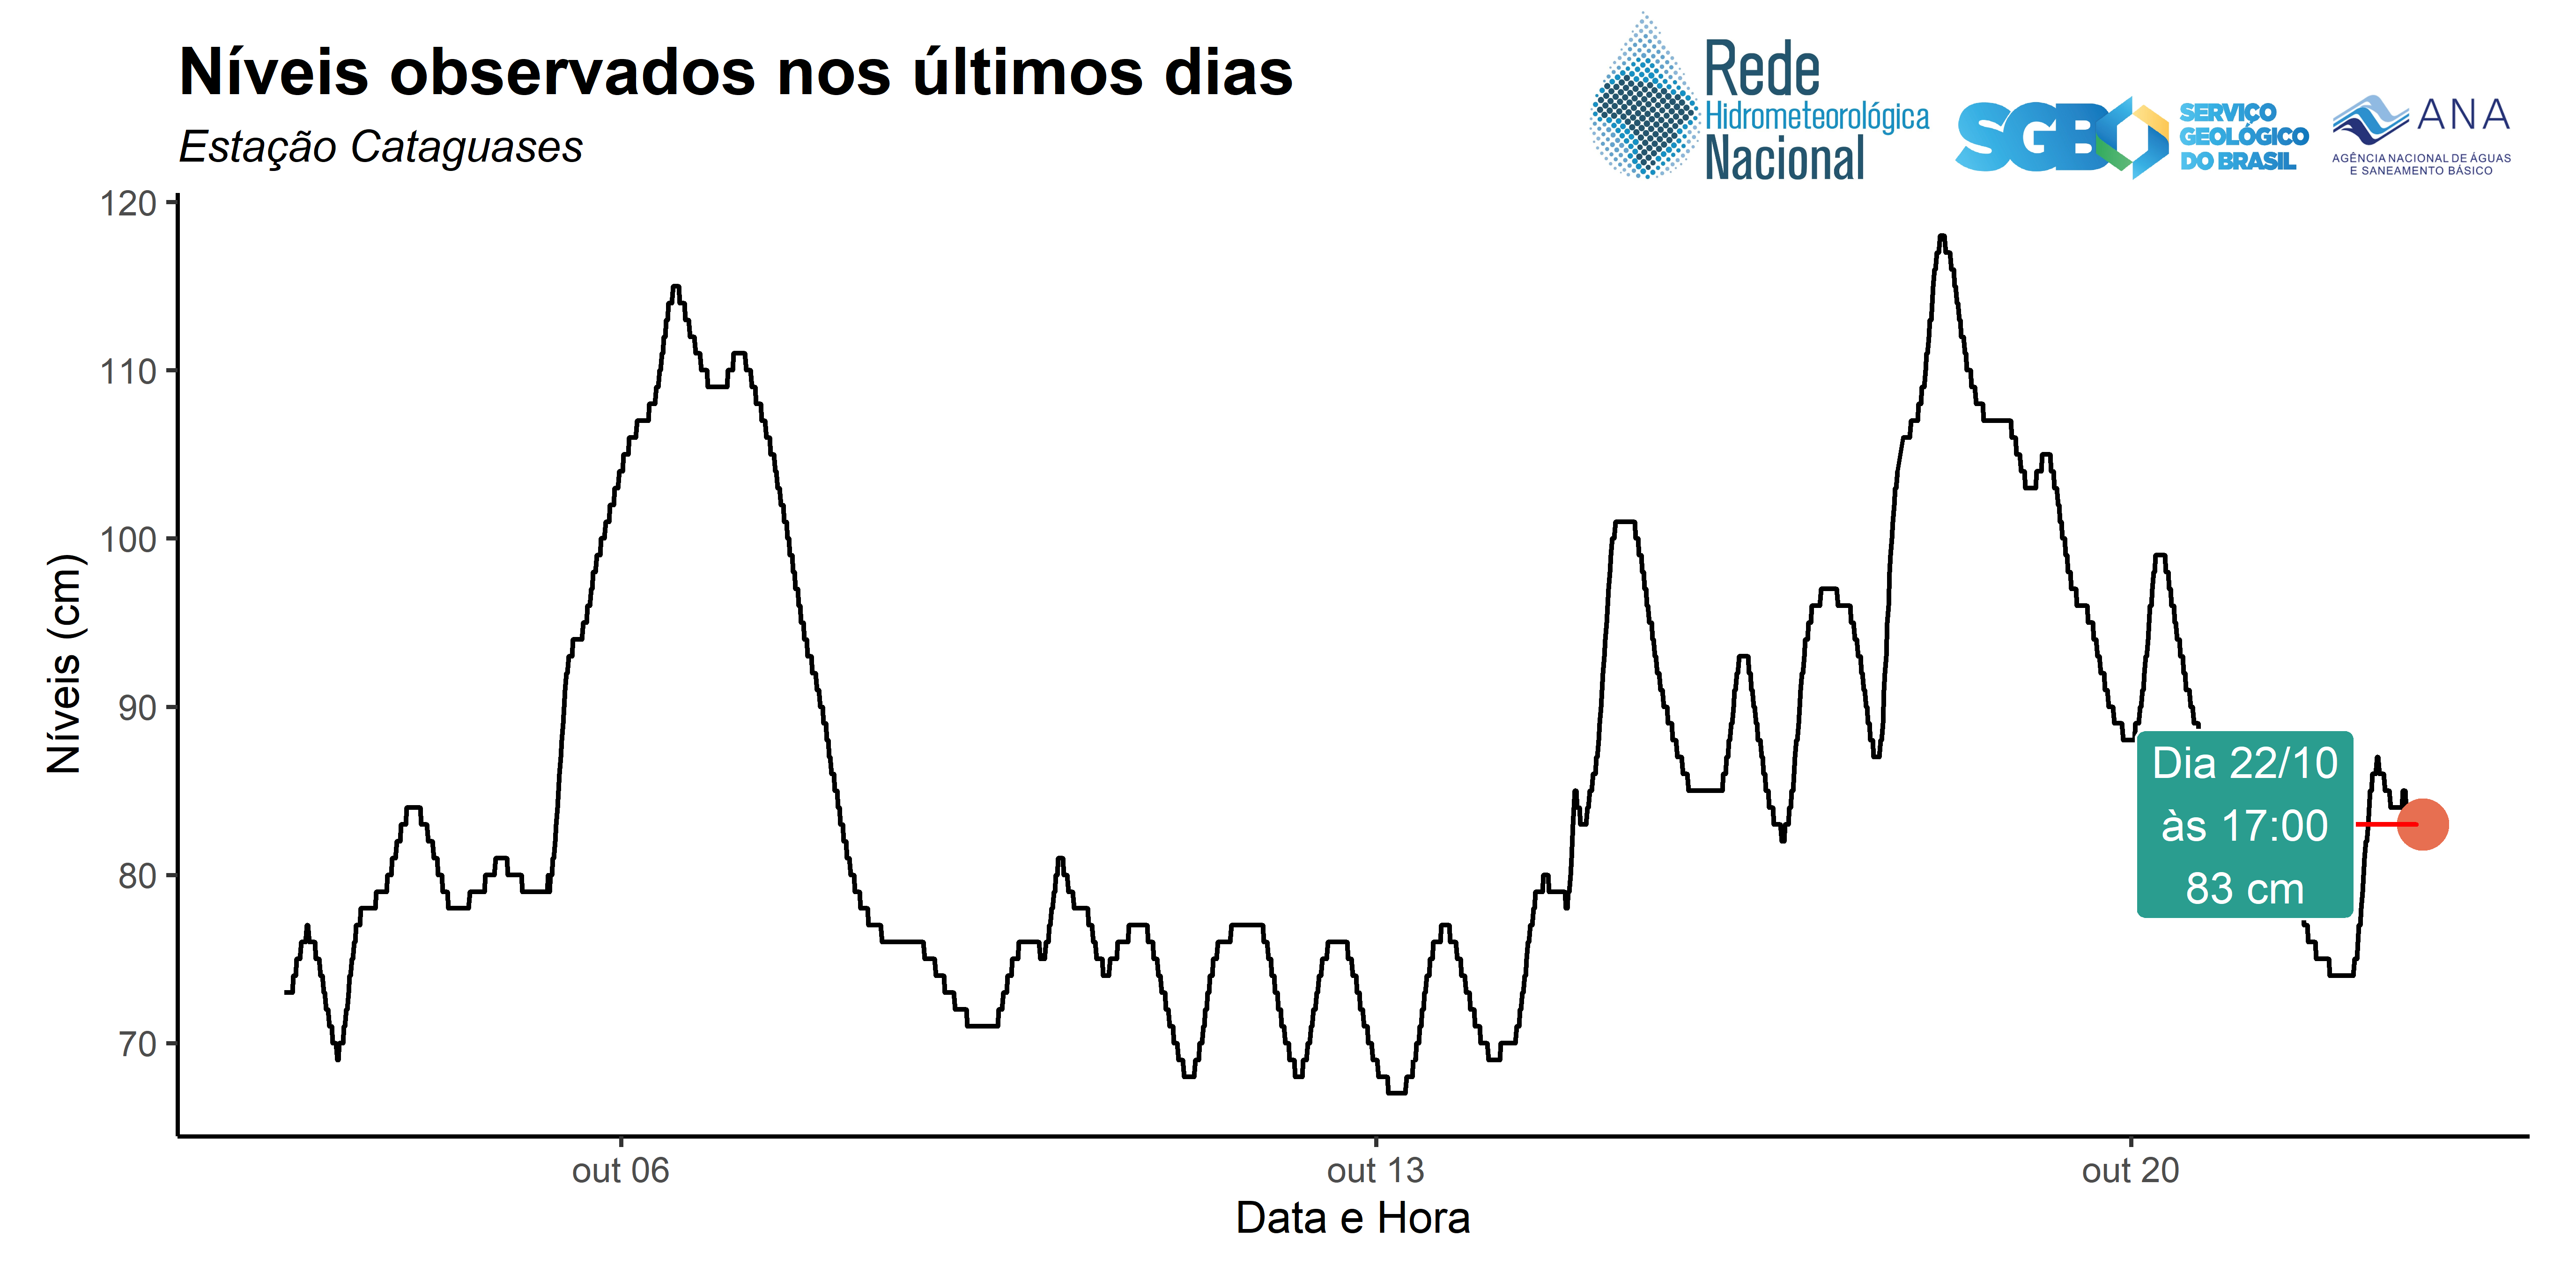 Níveis observados nos últimos dias
Estação Cataguases
Rede
Hidrometeorológica
Nacional
SGB
SERVIÇO
GEOLÓGICO
DO BRASIL
ANA
AGÊNCIA NACIONAL DE ÁGUAS
E SANEAMENTO BÁSICO
Níveis (cm)
120
110
100
90
80
70
Dia 22/10
às 17:00
83 cm
out 06
out 13
out 20
Data e Hora